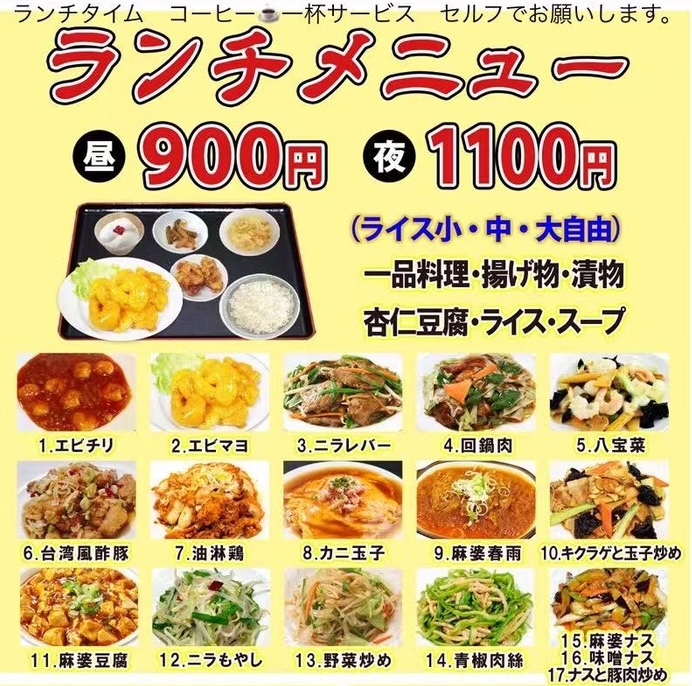 ランチタイム　コーヒー☕一杯サービス　セルフでお願いします。
ランチメニュー
昼 900円 夜 1100円
(ライス小・中・大自由)
一品料理・揚げ物・漬物
杏仁豆腐・ライス・スープ
1.エビチリ 2.エビマヨ 3.ニラレバー 4.回鍋肉 5.八宝菜
6.台湾風酢豚 7.油淋鶏 8.カニ玉子 9.麻婆春雨 10.キクラゲと玉子炒め
11.麻婆豆腐 12.ニラもやし 13.野菜炒め 14.青椒肉絲 15.麻婆ナス
16.味噌ナス
17.ナスと豚肉炒め